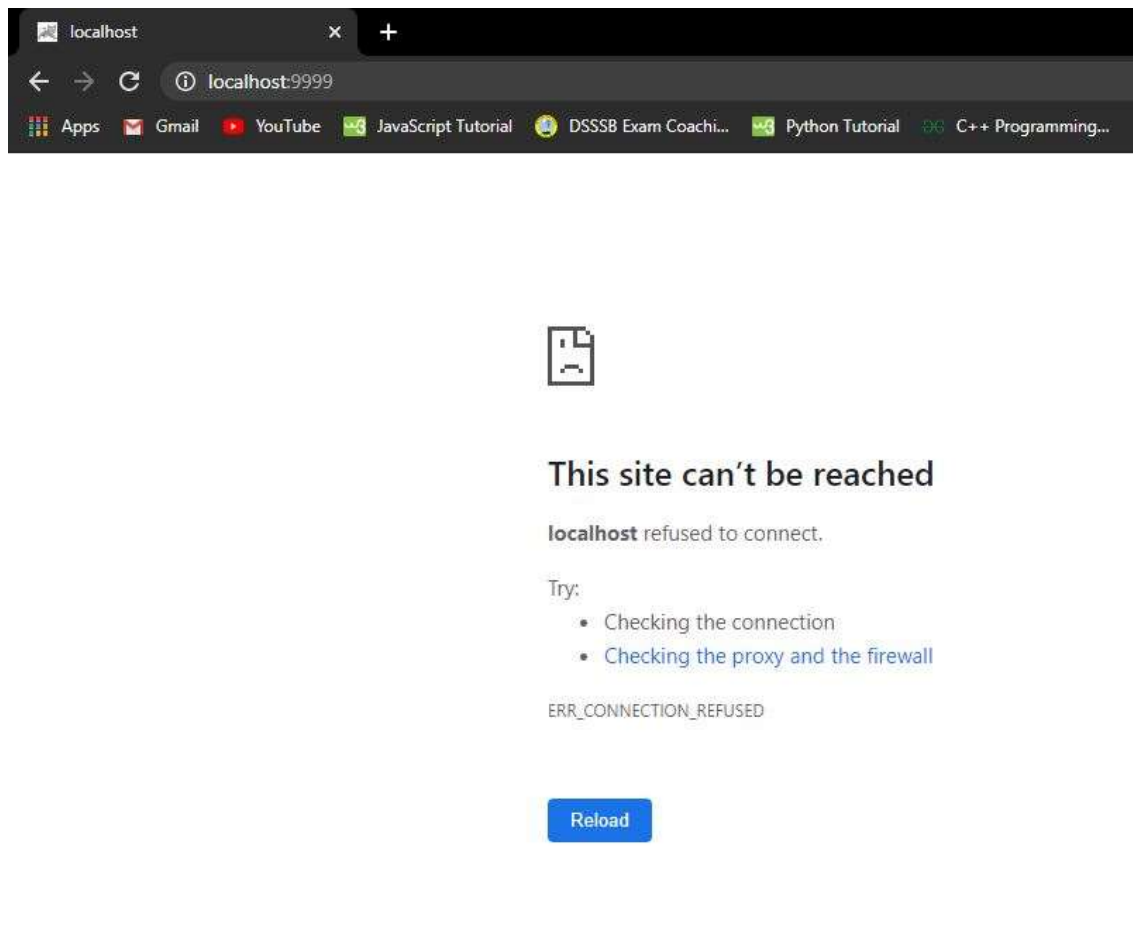 localhost
localhost:9999
Apps Gmail YouTube JavaScript Tutorial DSSSB Exam Coachi... Python Tutorial C++ Programming...
This site can't be reached
localhost refused to connect.
Try:
• Checking the connection
• Checking the proxy and the firewall
ERR_CONNECTION_REFUSED
Reload